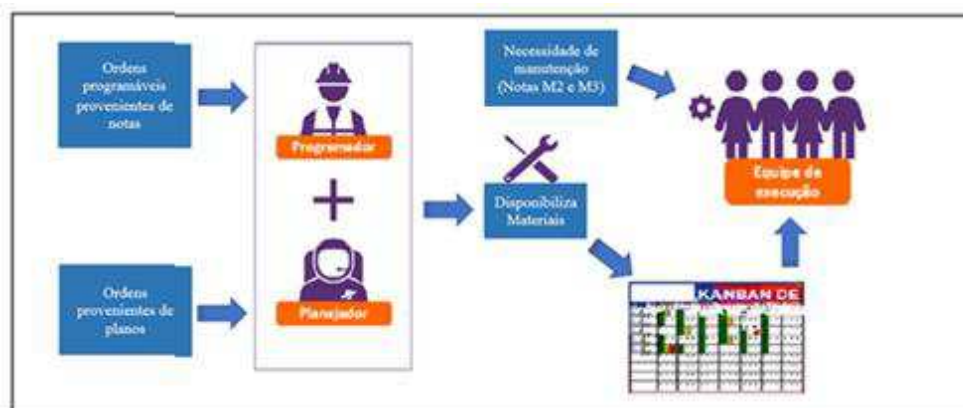 Ordens
programáveis
provenientes de
notas
Programador
Ordens
provenientes de
planos
Planejador
Disponibiliza
Materiais
Necessidade de
manutenção
(Notas M2 e M3)
Equipe de
execução
KANBAN DE